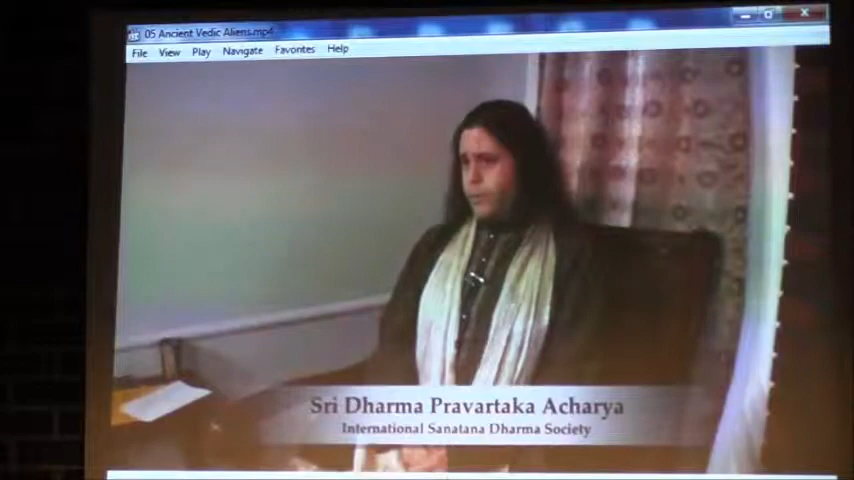 05 Ancient Vedic Aliens.mp4
File View Play Navigate Favorites Help
Sri Dharma Pravartaka Acharya
International Sanatana Dharma Society